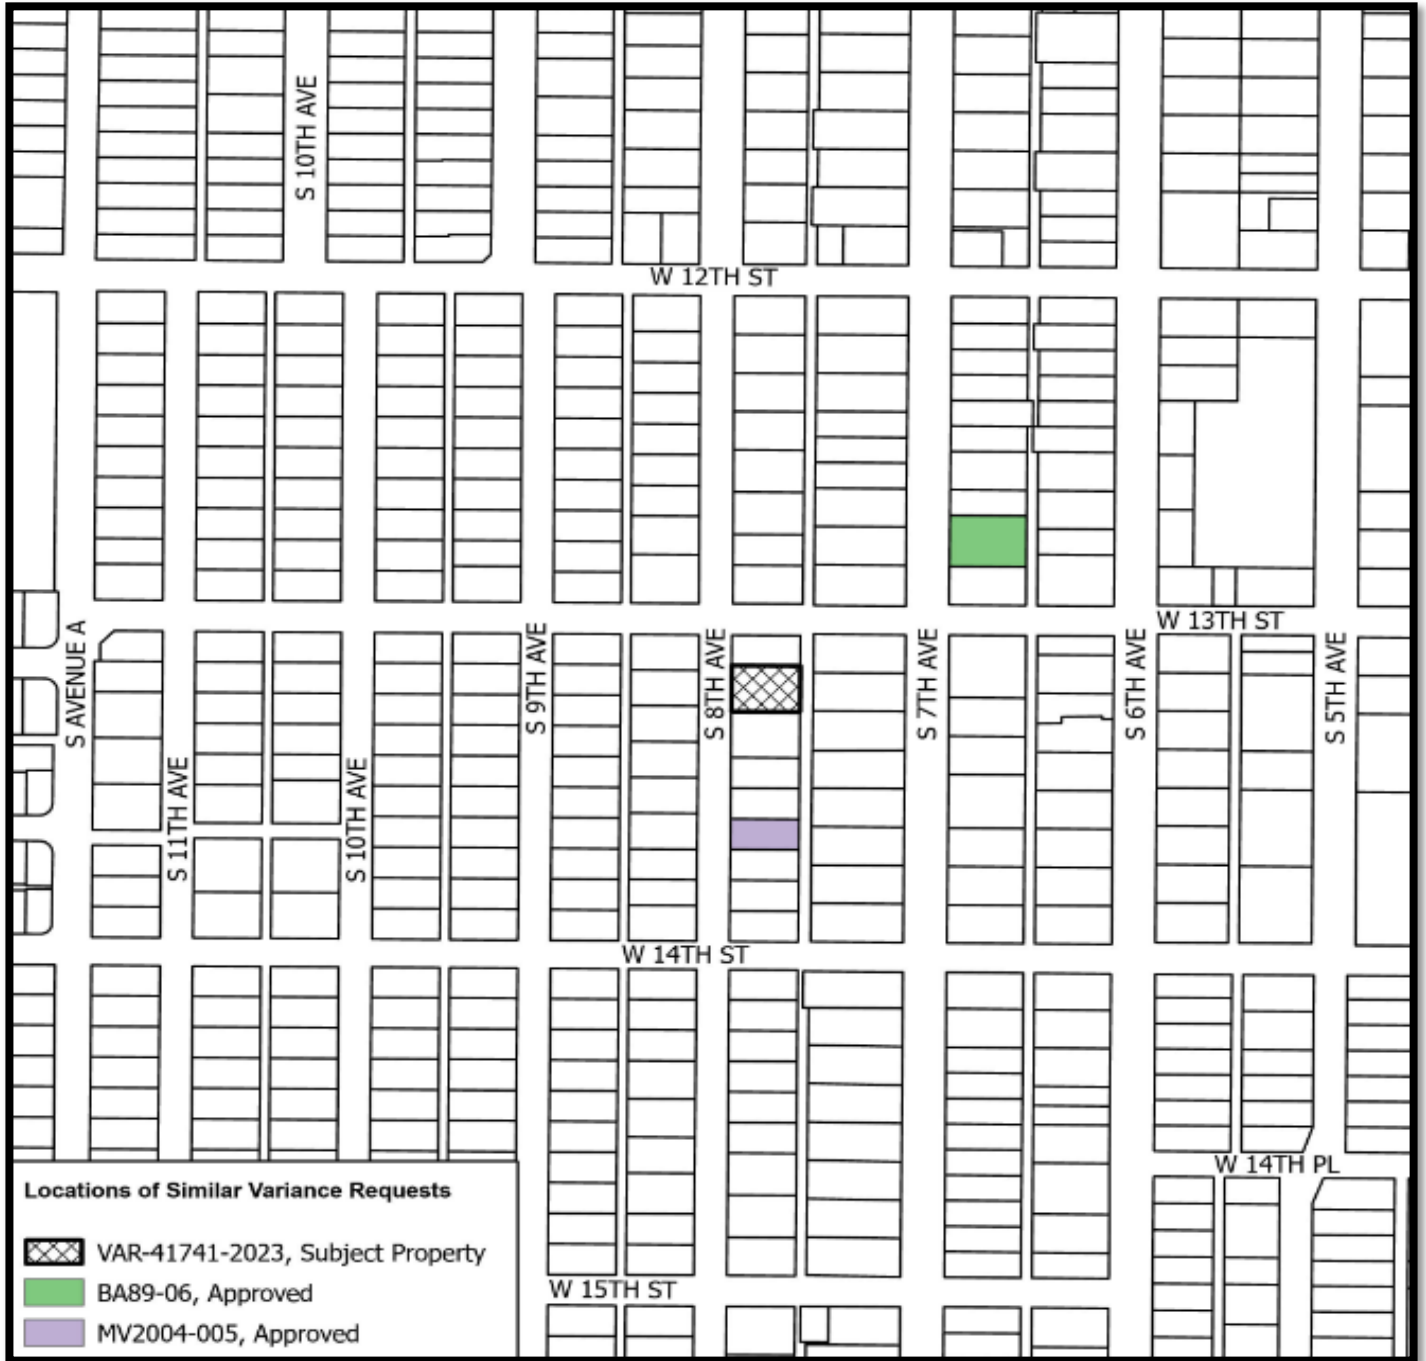 S 10TH AVE
W 12TH ST
W 13TH ST
S AVENUE A
S 9TH AVE
S 8TH AVE
S 7TH AVE
S 6TH AVE
S 5TH AVE
S 11TH AVE
S 10TH AVE
W 14TH ST
W 14TH PL
Locations of Similar Variance Requests
VAR-41741-2023, Subject Property
BA89-06, Approved
MV2004-005, Approved
W 15TH ST